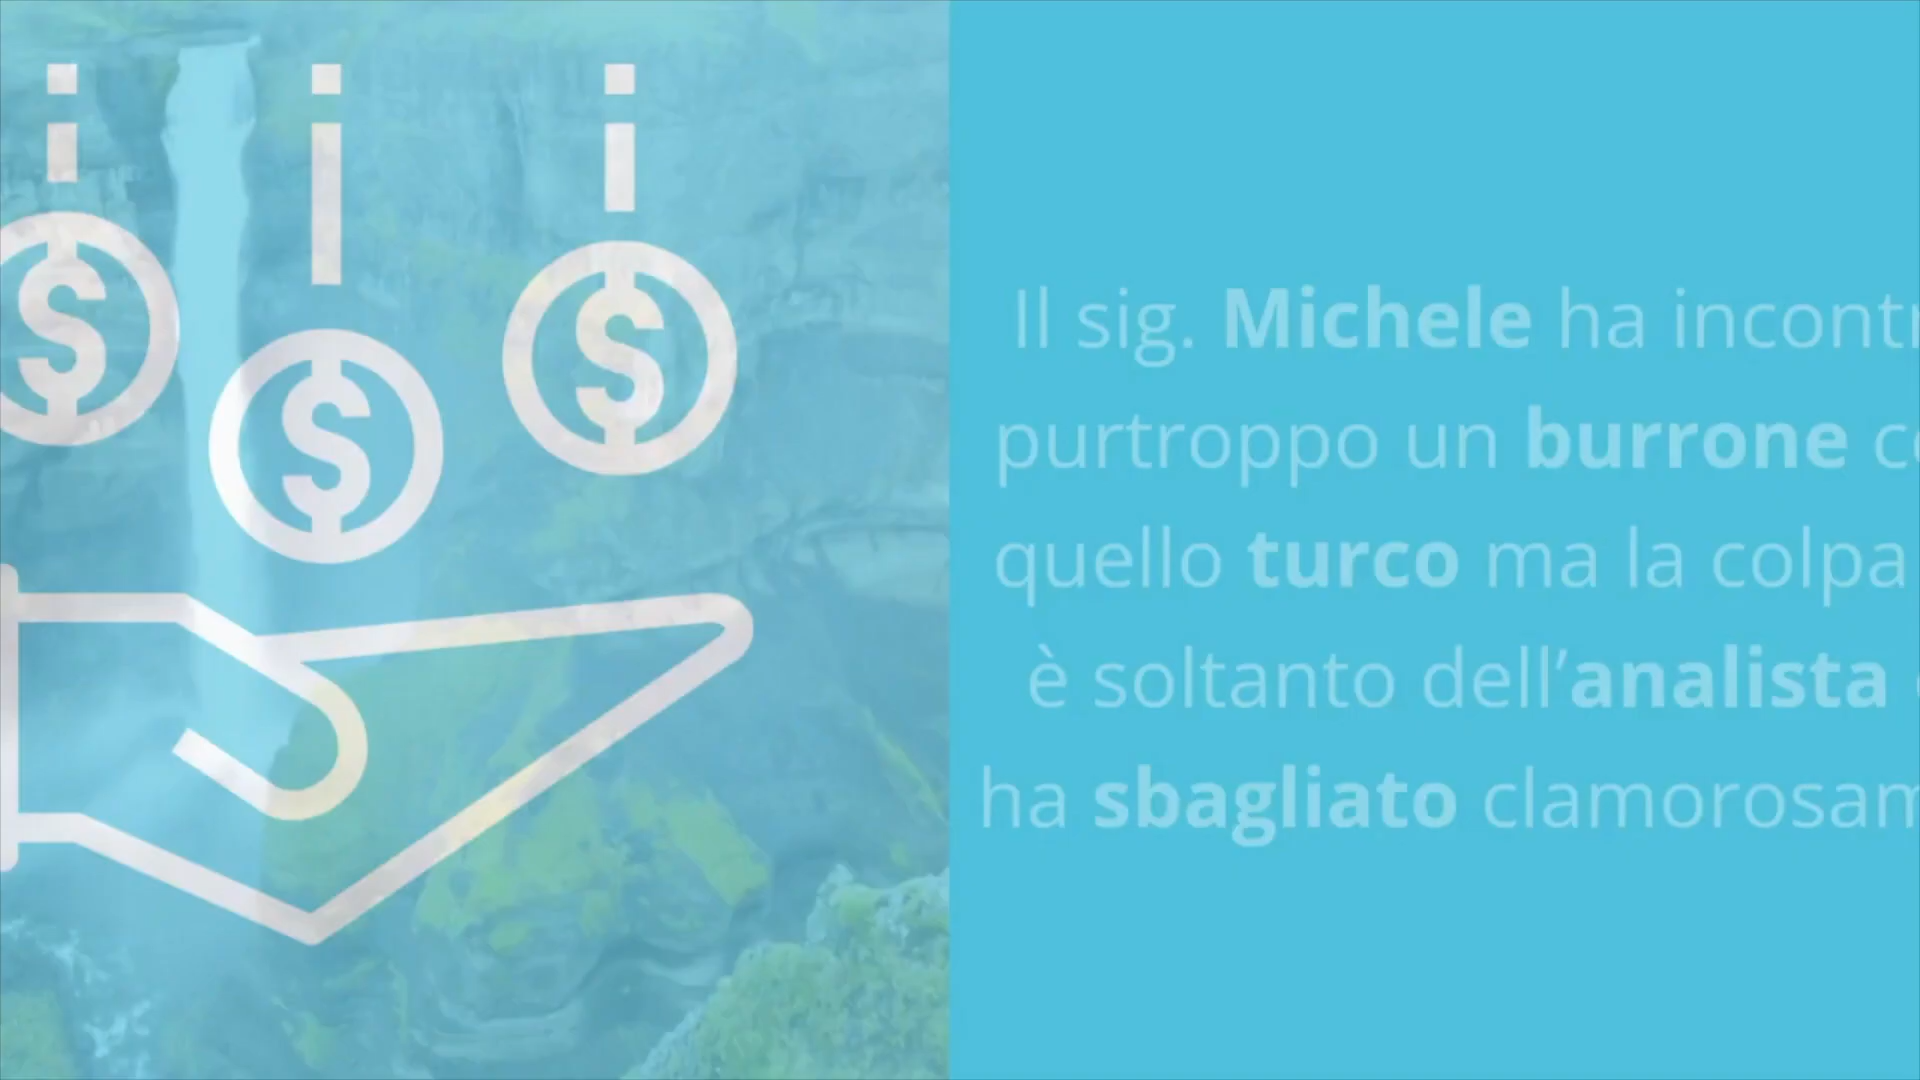 Il sig. Michele ha incontr
purtroppo un burrone co
quello turco ma la colpa
è soltanto dell’analista
ha sbagliato clamorosam